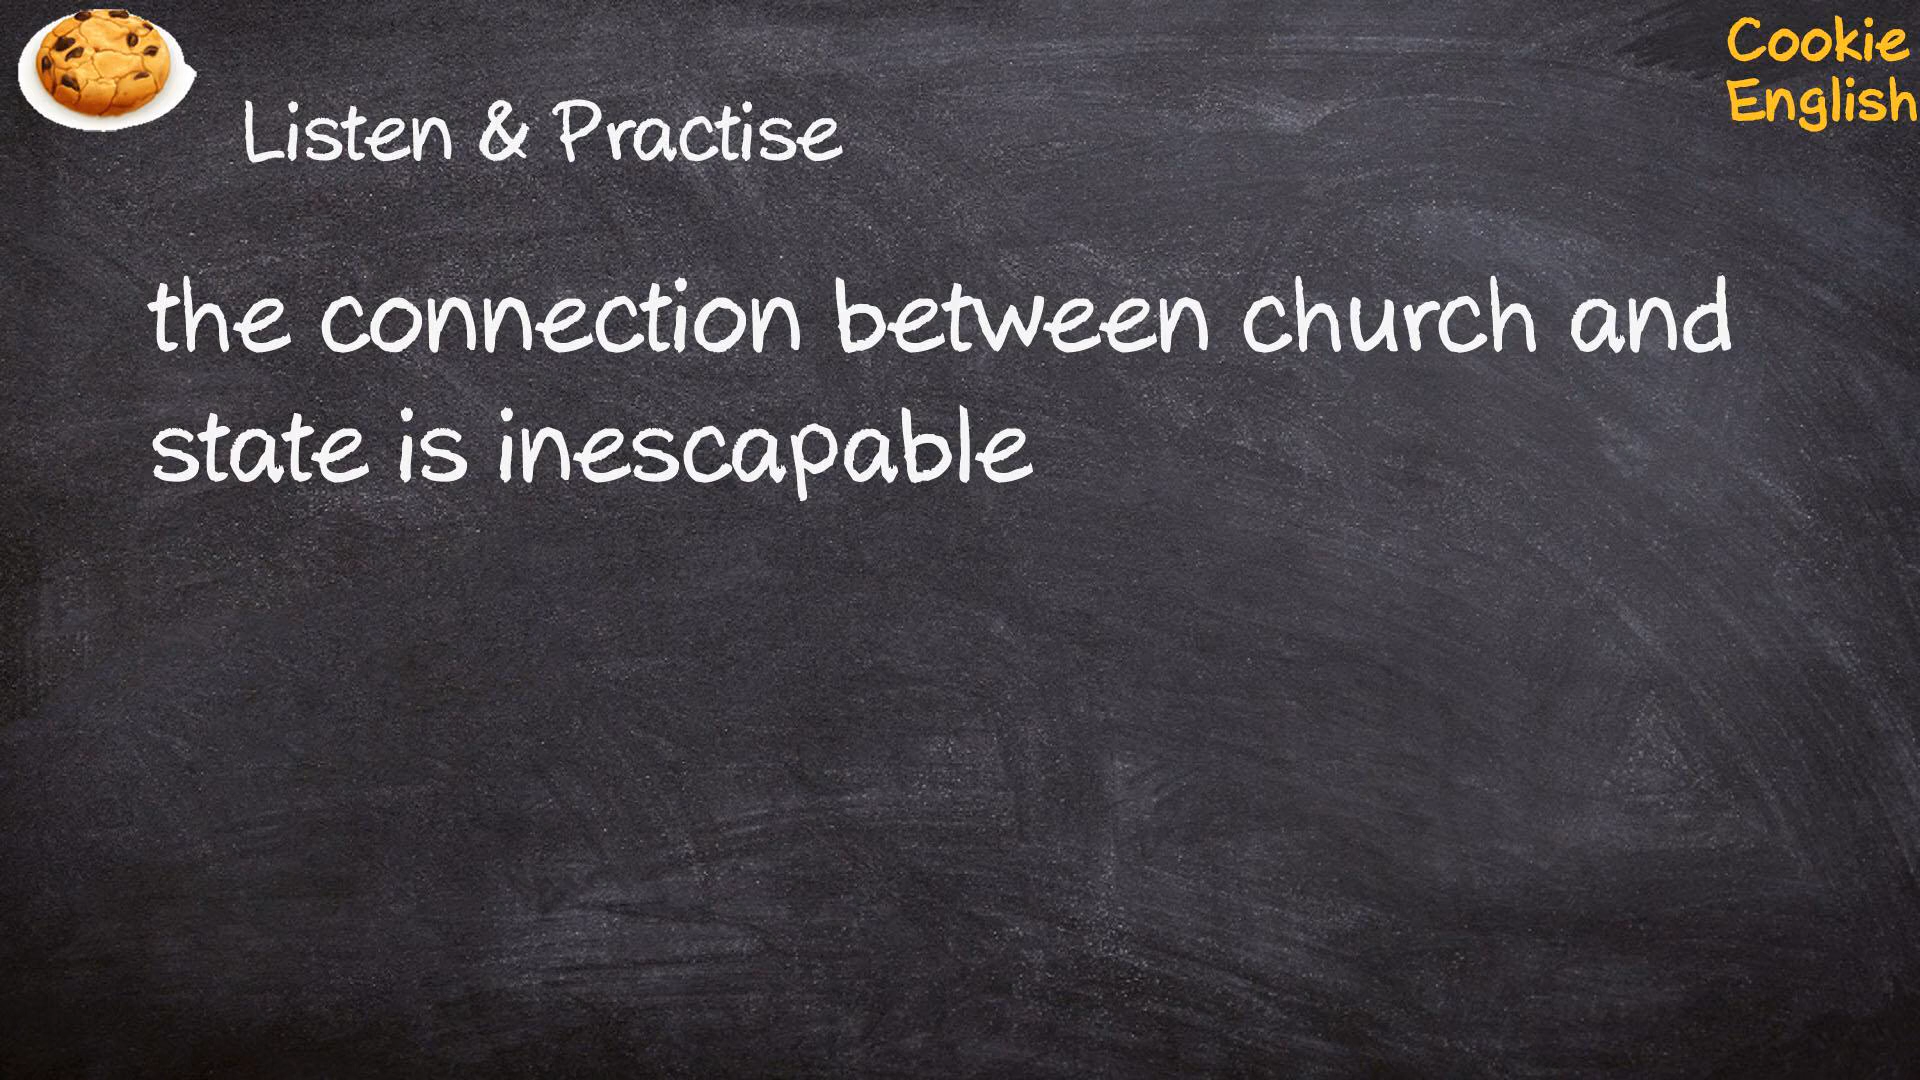 Cookie
English
Listen & Practise
the connection between church and
state is inescapable